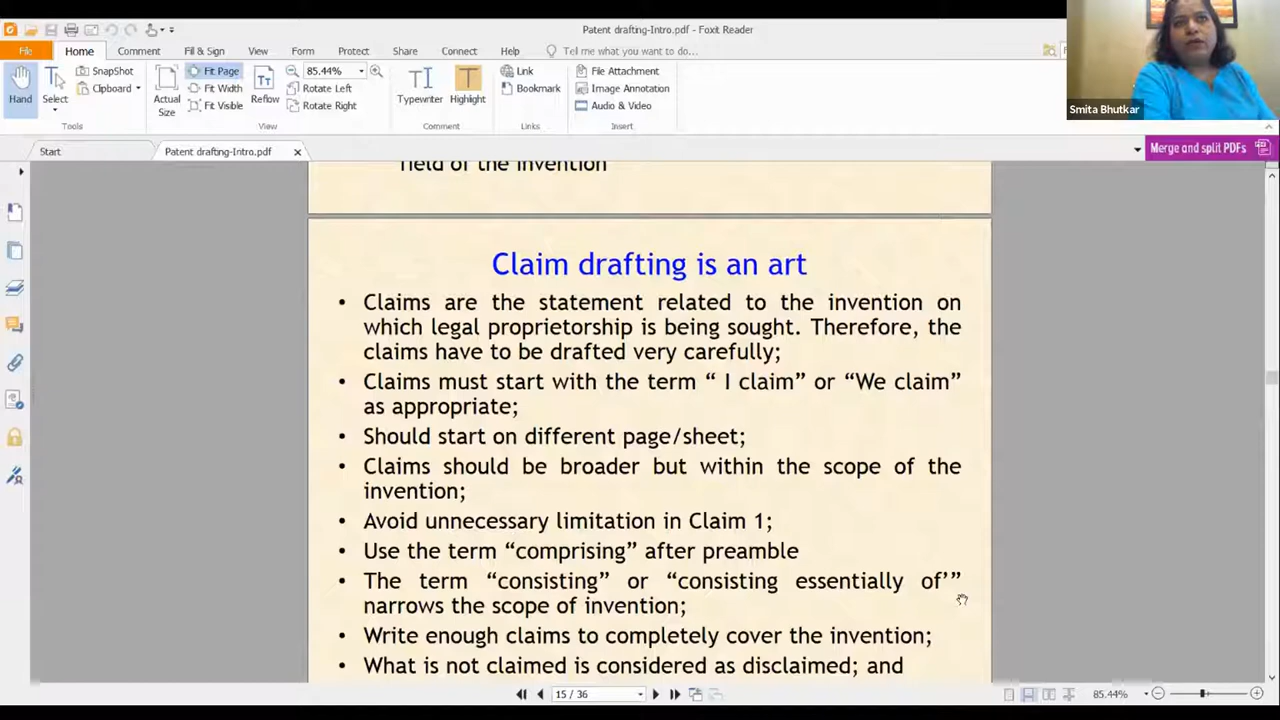 Patent drafting-Intro.pdf - Foxit Reader
File Home Comment Fill & Sign View Form Protect Share Connect Help Tell me what you want to do...
Hand
Select
SnapShot
Clipboard
Tools
Actual Size
Fit Page
Fit Width
Fit Visible
Reflow
85.44%
Rotate Left
Rotate Right
View
Typewriter
Highlight
Comment
Link
Bookmark
Links
File Attachment
Image Annotation
Audio & Video
Insert
Smita Bhutkar
Start
Patent drafting-Intro.pdf
Merge and split PDFs
field of the invention
Claim drafting is an art
• Claims are the statement related to the invention on
which legal proprietorship is being sought. Therefore, the
claims have to be drafted very carefully;
• Claims must start with the term “ I claim” or “We claim”
as appropriate;
• Should start on different page/sheet;
• Claims should be broader but within the scope of the
invention;
• Avoid unnecessary limitation in Claim 1;
• Use the term “comprising” after preamble
• The term “consisting” or “consisting essentially of’”
narrows the scope of invention;
• Write enough claims to completely cover the invention;
• What is not claimed is considered as disclaimed; and
15 / 36
85.44%